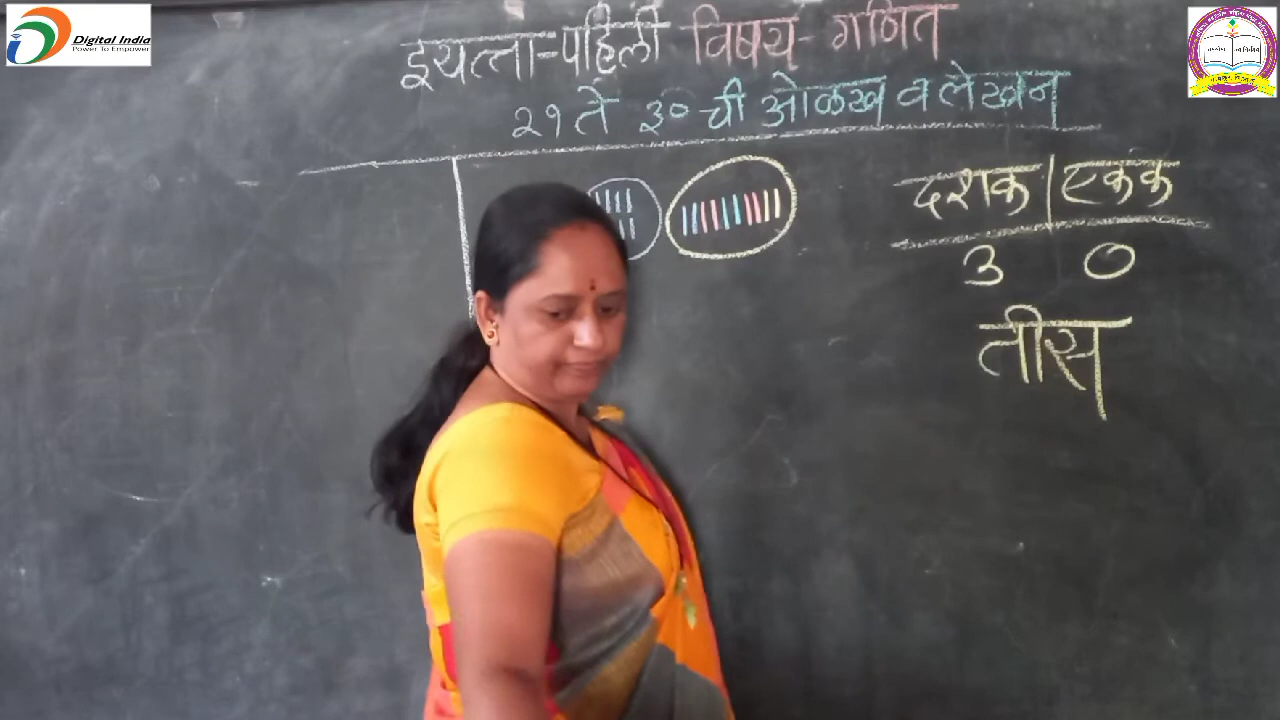 Digital India
Power To Empower
इयत्ता-पहिली विषय- गणित
२१ ते ३० ची ओळख व लेखन
दशक | एकक
३ ०
तीस